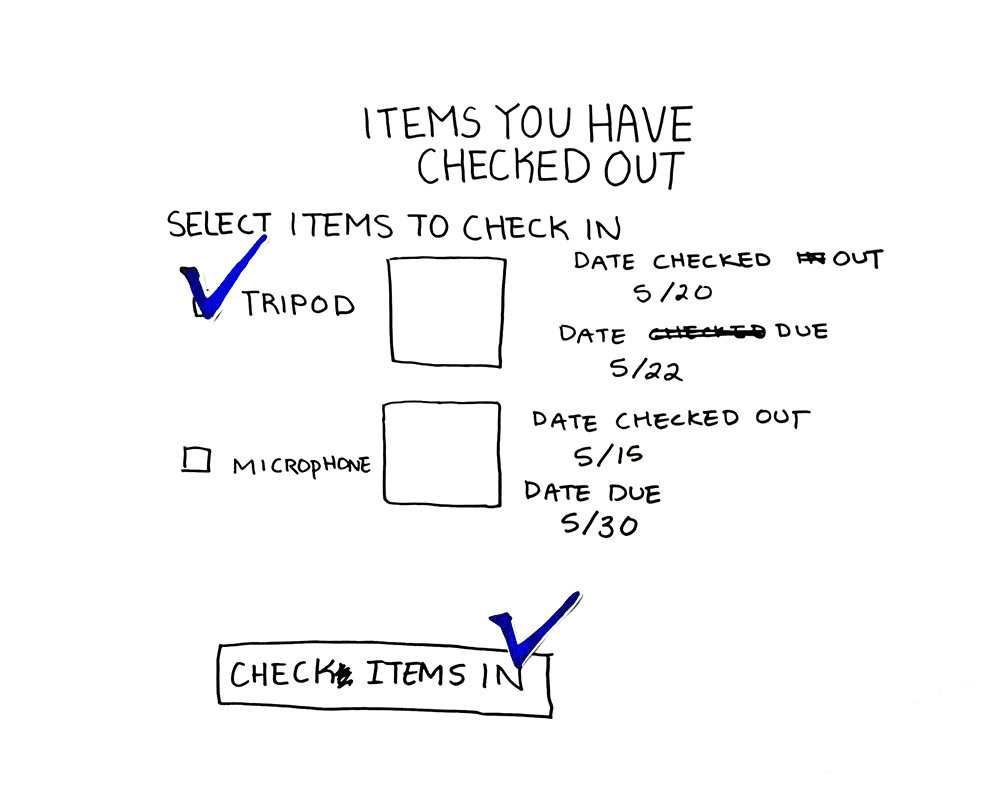 ITEMS YOU HAVE
CHECKED OUT
SELECT ITEMS TO CHECK IN
TRIPOD
DATE CHECKED OUT
5/20
DATE CHECKED DUE
5/22
MICROPHONE
DATE CHECKED OUT
5/15
DATE DUE
5/30
CHECK ITEMS IN